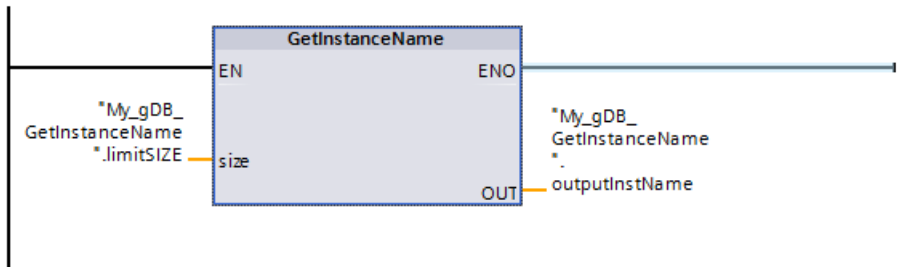 GetInstanceName
EN
ENO
"My_gDB_
GetInstanceName
".limitSIZE
size
"My_gDB_
GetInstanceName
".
outputInstName
OUT